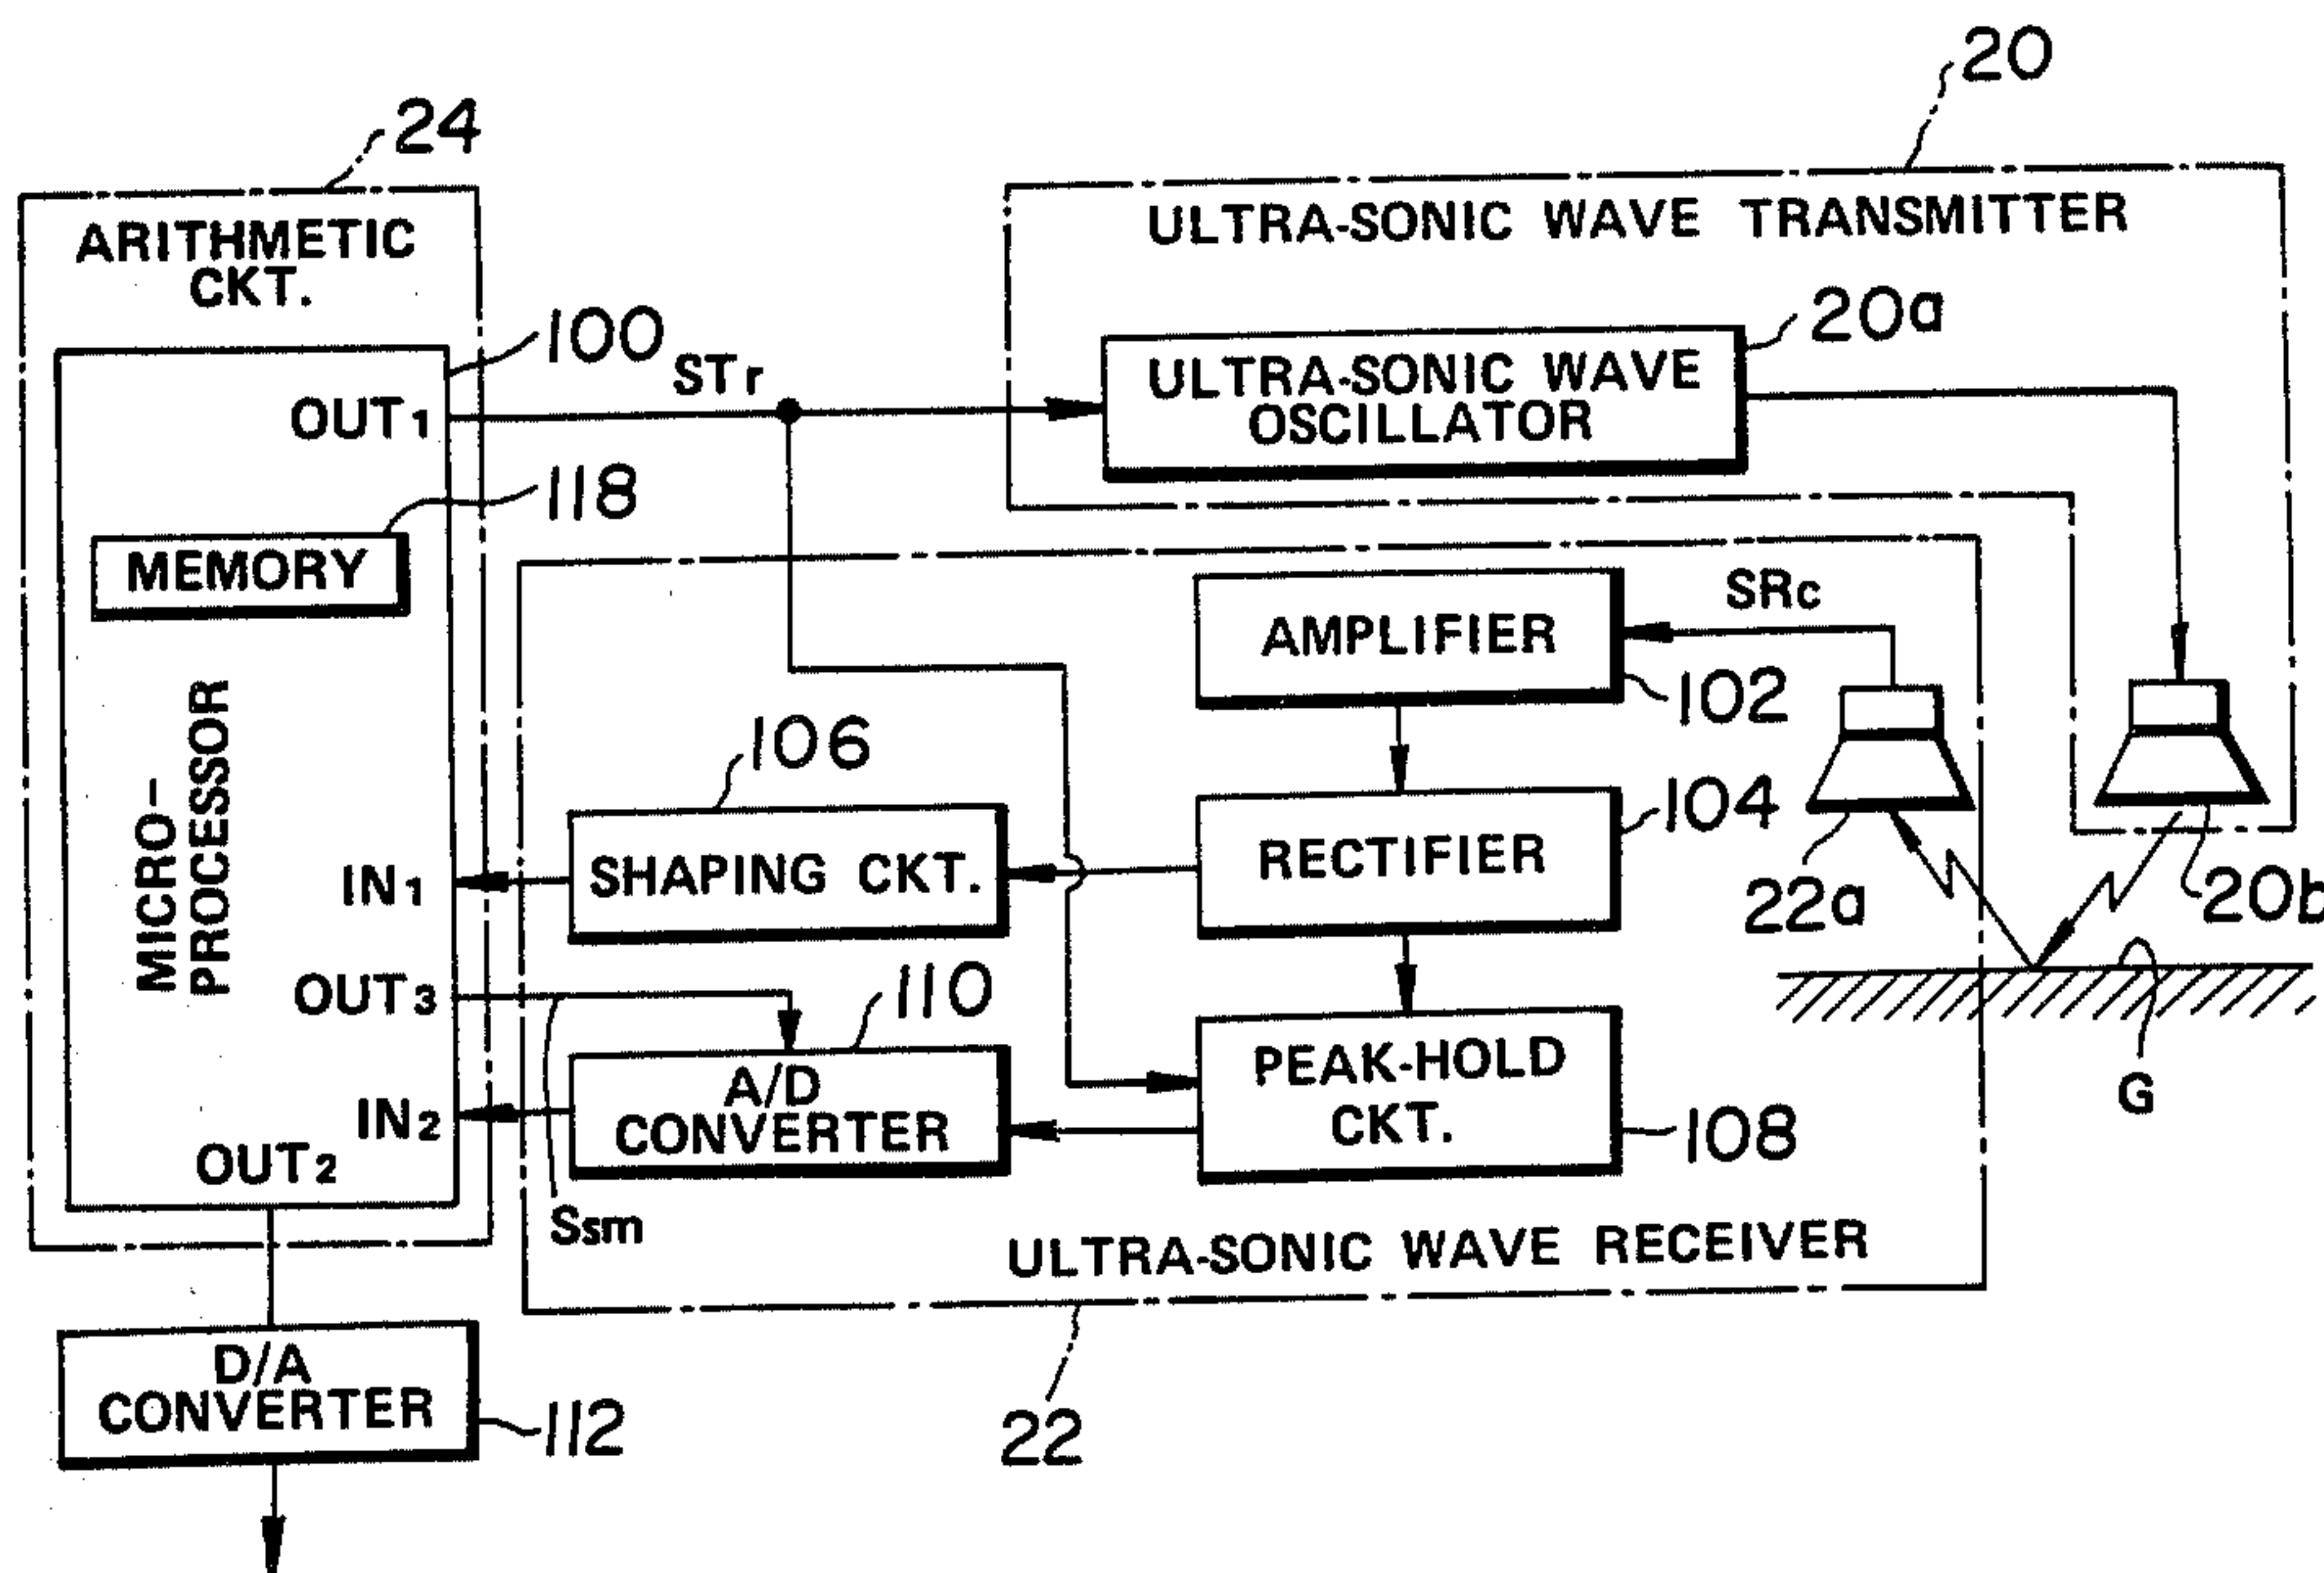 20
24
ARITHMETIC
CKT.
ULTRA-SONIC WAVE TRANSMITTER
100
STr
20a
OUT1
ULTRA-SONIC WAVE
OSCILLATOR
118
MEMORY
SRc
AMPLIFIER
102
MICRO-
PROCESSOR
106
104
SHAPING CKT.
RECTIFIER
IN1
22a
20b
OUT3
110
PEAK-HOLD
CKT.
A/D
CONVERTER
G
IN2
108
OUT2
Ssm
ULTRA-SONIC WAVE RECEIVER
D/A
CONVERTER
112
22